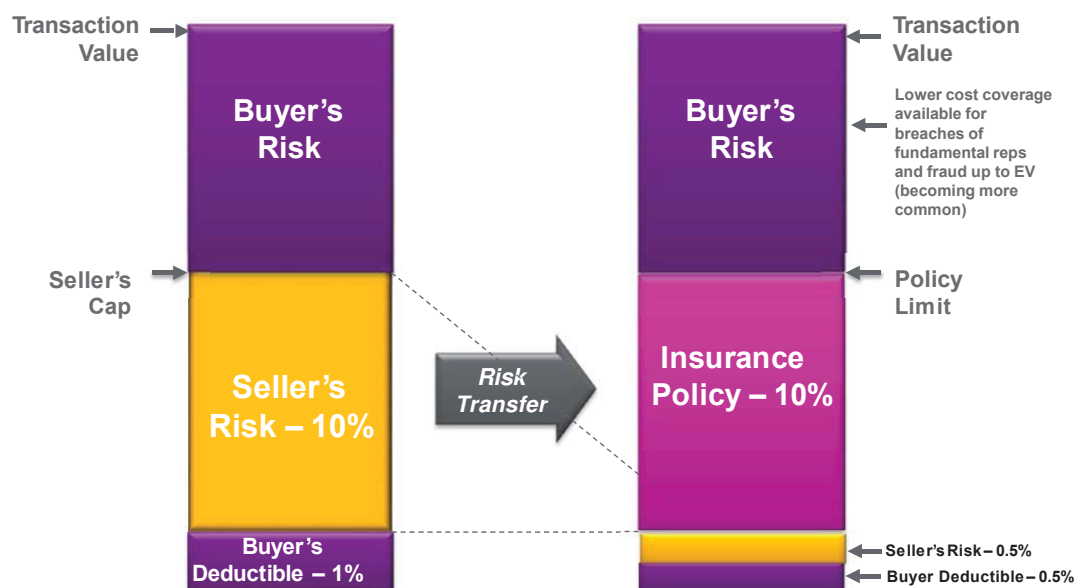 Transaction
Value
Buyer's
Risk
Seller's
Cap
Seller's
Risk – 10%
Buyer's
Deductible – 1%
Risk
Transfer
Transaction
Value
Buyer's
Risk
Lower cost coverage
available for
breaches of
fundamental reps
and fraud up to EV
(becoming more
common)
Policy
Limit
Insurance
Policy – 10%
Seller's Risk – 0.5%
Buyer Deductible – 0.5%